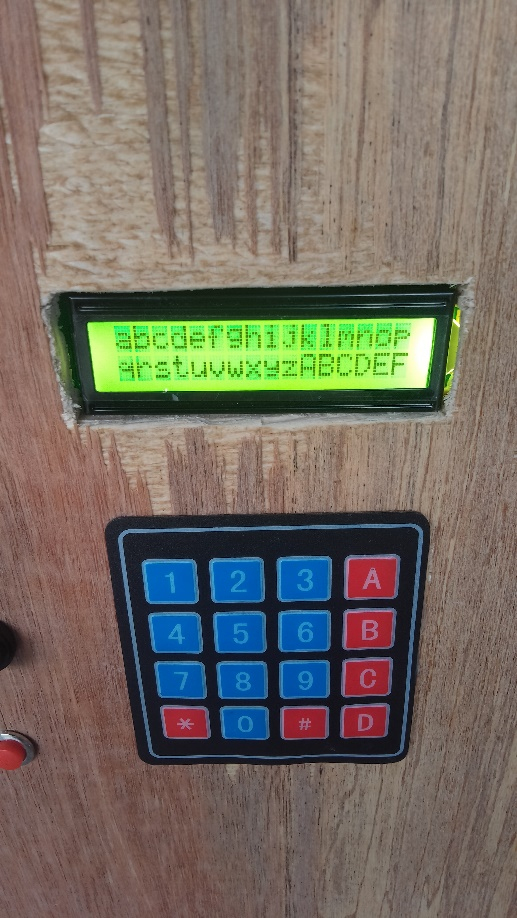 abcdefghijklmnop
qrstuvwxyzABCDEF
1 2 3 A
4 5 6 B
7 8 9 C
* 0 # D